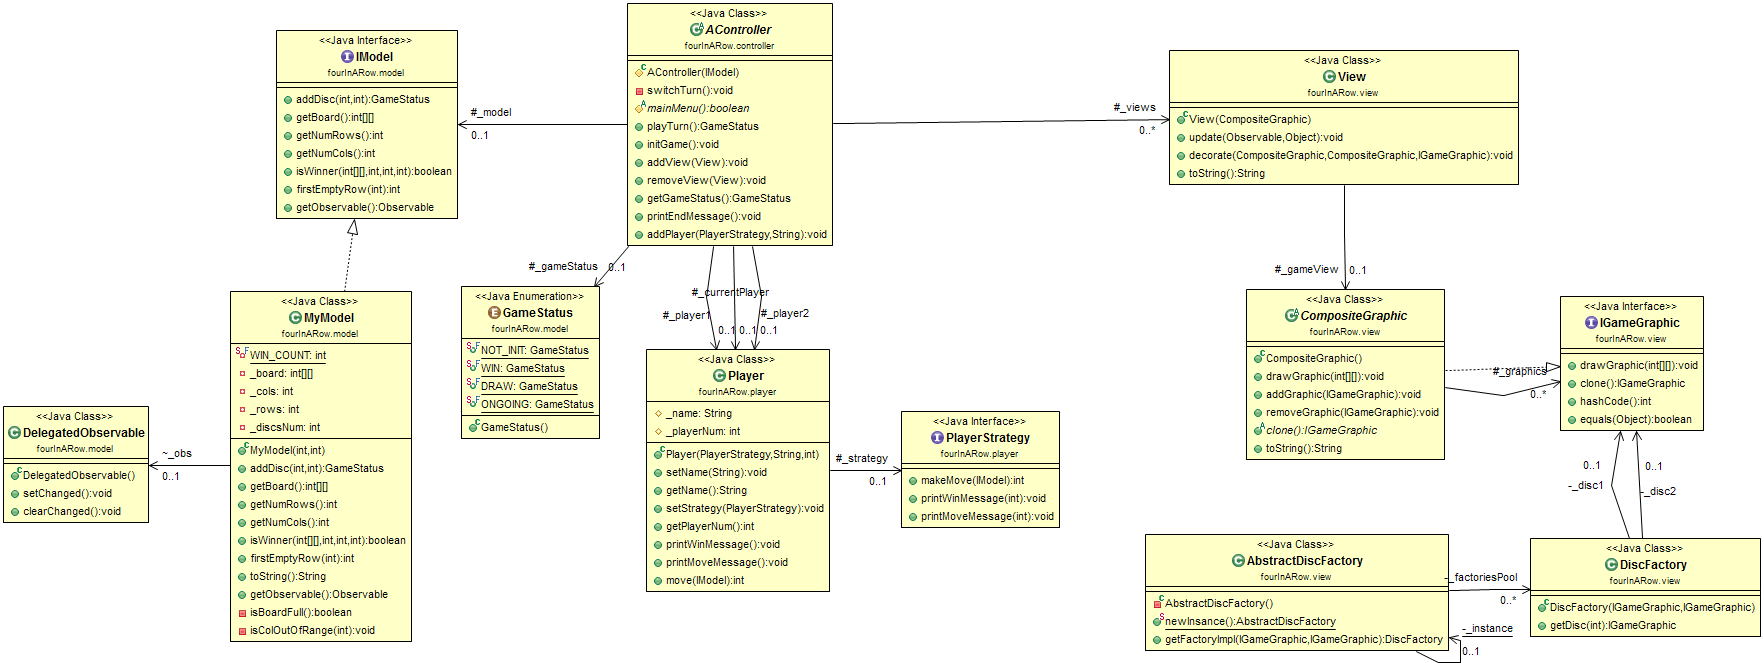 <<Java Interface>>
IModel
fourInARow.model
addDisc(int,int):GameStatus
getBoard():int[][]
getNumRows():int
getNumCols():int
isWinner(int[][],int,int,int):boolean
firstEmptyRow(int):int
getObservable():Observable
#_model
0..1
<<Java Class>>
AController
fourInARow.controller
AController(IModel)
switchTurn():void
mainMenu():boolean
playTurn():GameStatus
initGame():void
addView(View):void
removeView(View):void
getGameStatus():GameStatus
printEndMessage():void
addPlayer(PlayerStrategy,String):void
#_views
0..*
<<Java Class>>
View
fourInARow.view
View(CompositeGraphic)
update(Observable,Object):void
decorate(CompositeGraphic,CompositeGraphic,IGameGraphic):void
toString():String
#_gameStatus
0..1
#_currentPlayer
#_player1
#_player2
0..1
0..1
0..1
#_gameView
0..1
<<Java Class>>
MyModel
fourInARow.model
WIN_COUNT: int
_board: int[][]
_cols: int
_rows: int
_discsNum: int
MyModel(int,int)
addDisc(int,int):GameStatus
getBoard():int[][]
getNumRows():int
getNumCols():int
isWinner(int[][],int,int,int):boolean
firstEmptyRow(int):int
toString():String
getObservable():Observable
isBoardFull():boolean
isColOutOfRange(int):void
<<Java Enumeration>>
GameStatus
fourInARow.model
NOT_INIT: GameStatus
WIN: GameStatus
DRAW: GameStatus
ONGOING: GameStatus
GameStatus()
<<Java Class>>
Player
fourInARow.player
_name: String
_playerNum: int
Player(PlayerStrategy,String,int)
setName(String):void
getName():String
setStrategy(PlayerStrategy):void
getPlayerNum():int
printWinMessage():void
printMoveMessage():void
move(IModel):int
#_strategy
0..1
<<Java Interface>>
PlayerStrategy
fourInARow.player
makeMove(IModel):int
printWinMessage(int):void
printMoveMessage(int):void
<<Java Class>>
CompositeGraphic
fourInARow.view
CompositeGraphic()
drawGraphic(int[][]):void
addGraphic(IGameGraphic):void
removeGraphic(IGameGraphic):void
clone():IGameGraphic
toString():String
#_graphics
0..*
<<Java Interface>>
IGameGraphic
fourInARow.view
drawGraphic(int[][]):void
clone():IGameGraphic
hashCode():int
equals(Object):boolean
<<Java Class>>
DelegatedObservable
fourInARow.model
DelegatedObservable()
setChanged():void
clearChanged():void
~_obs
0..1
0..1
-_disc1
0..1
-_disc2
<<Java Class>>
AbstractDiscFactory
fourInARow.view
AbstractDiscFactory()
newInsance():AbstractDiscFactory
getFactoryImpl(IGameGraphic,IGameGraphic):DiscFactory
-_factoriesPool
0..*
-_instance
0..1
<<Java Class>>
DiscFactory
fourInARow.view
DiscFactory(IGameGraphic,IGameGraphic)
getDisc(int):IGameGraphic